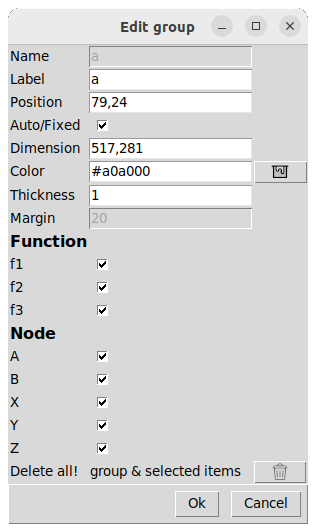 Edit group
Name a
Label a
Position 79,24
Auto/Fixed
Dimension 517,281
Color #a0a000
Thickness 1
Margin 20
Function
f1
f2
f3
Node
A
B
X
Y
Z
Delete all! group & selected items
Ok Cancel